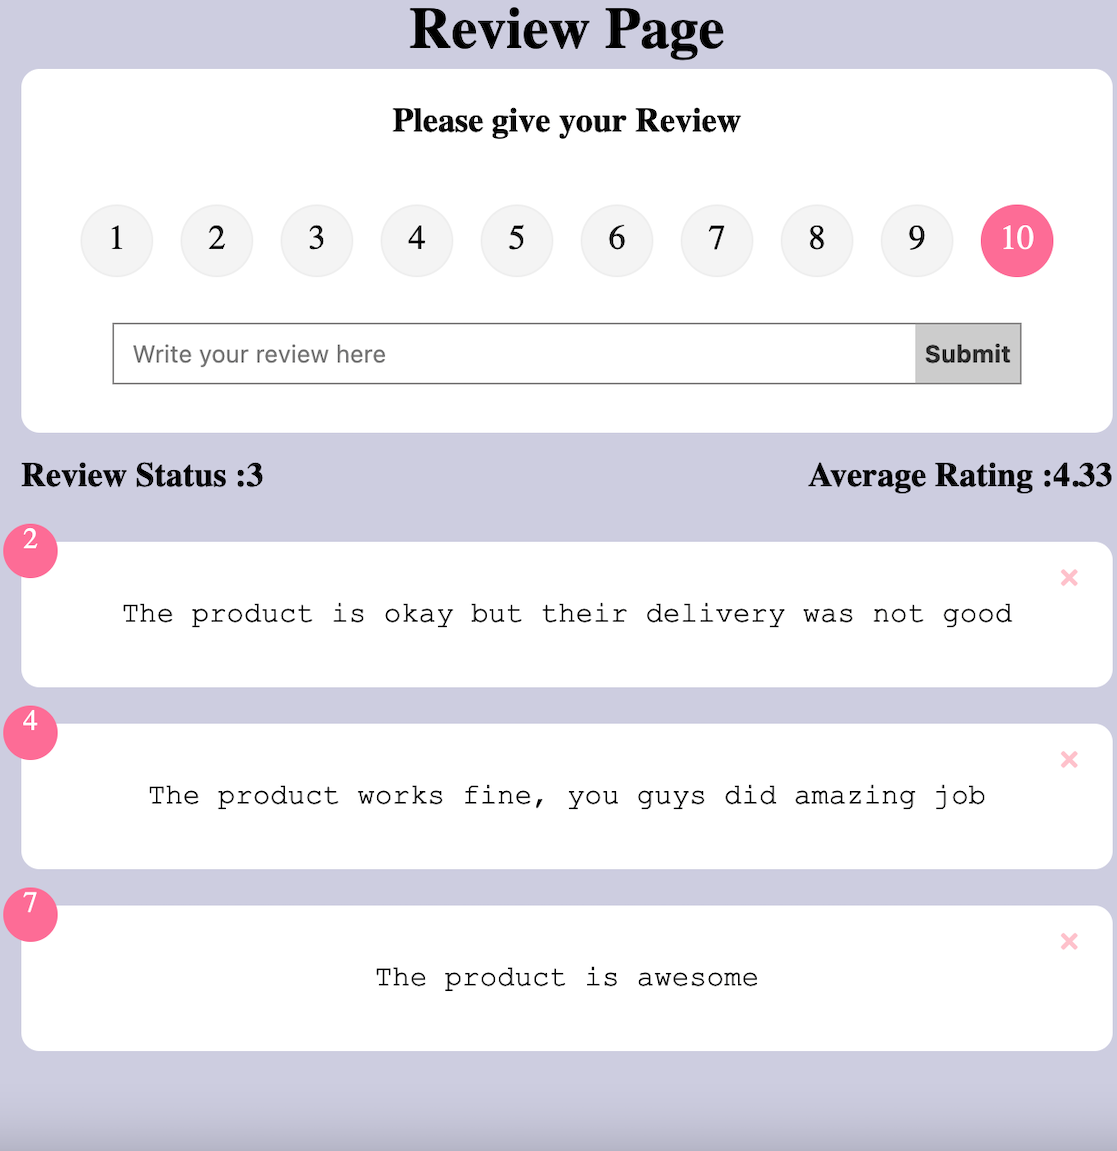 Review Page
Please give your Review
1 2 3 4 5 6 7 8 9 10
Write your review here Submit
Review Status :3 Average Rating :4.33
2
The product is okay but their delivery was not good
4
The product works fine, you guys did amazing job
7
The product is awesome